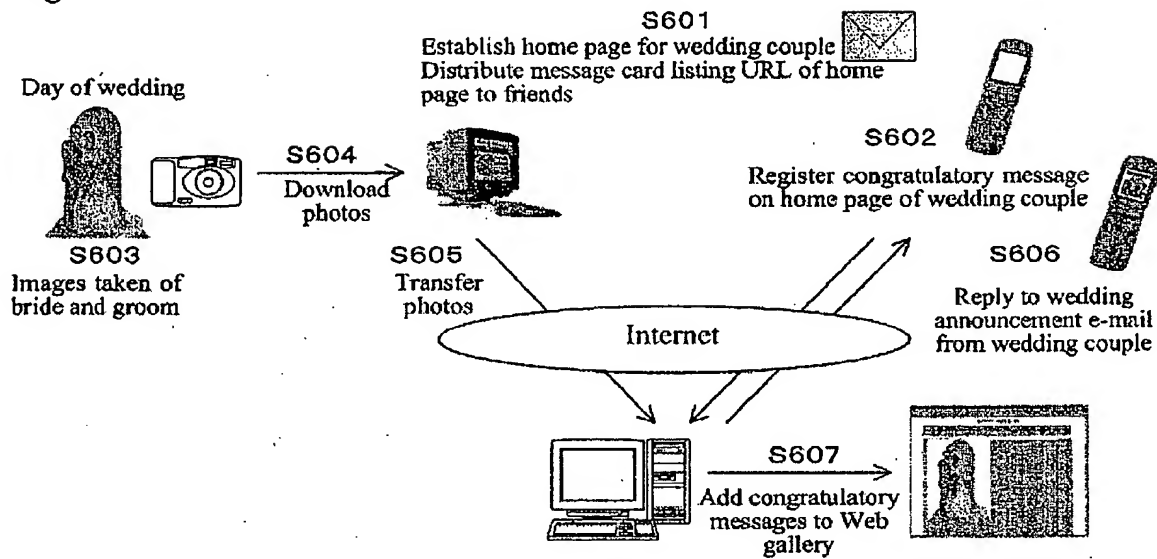 S601
Establish home page for wedding couple
Distribute message card listing URL of home
page to friends
Day of wedding
S602
Register congratulatory message
on home page of wedding couple
S604
Download
photos
S603
Images taken of
bride and groom
S605
Transfer
photos
S606
Reply to wedding
announcement e-mail
from wedding couple
Internet
S607
Add congratulatory
messages to Web
gallery